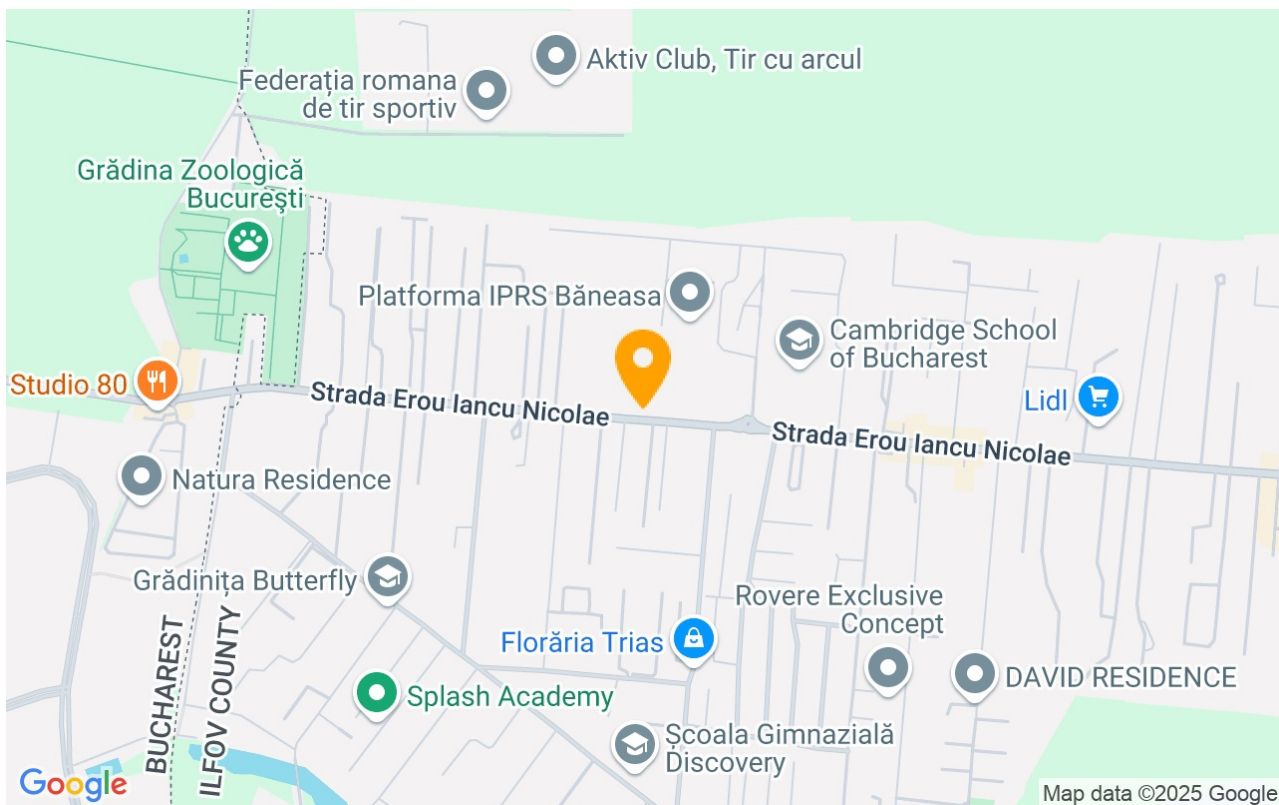 Aktiv Club, Tir cu arcul
Federația romana
de tir sportiv
Grădina Zoologică
București
Platforma IPRS Băneasa
Cambridge School
of Bucharest
Studio 80
Strada Erou Iancu Nicolae
Lidl
Strada Erou Iancu Nicolae
Natura Residence
Grădinița Butterfly
Rovere Exclusive
Concept
BUCHAREST
ILFOV COUNTY
Florăria Trias
DAVID RESIDENCE
Splash Academy
Școala Gimnazială
Discovery
Google
Map data ©2025 Google